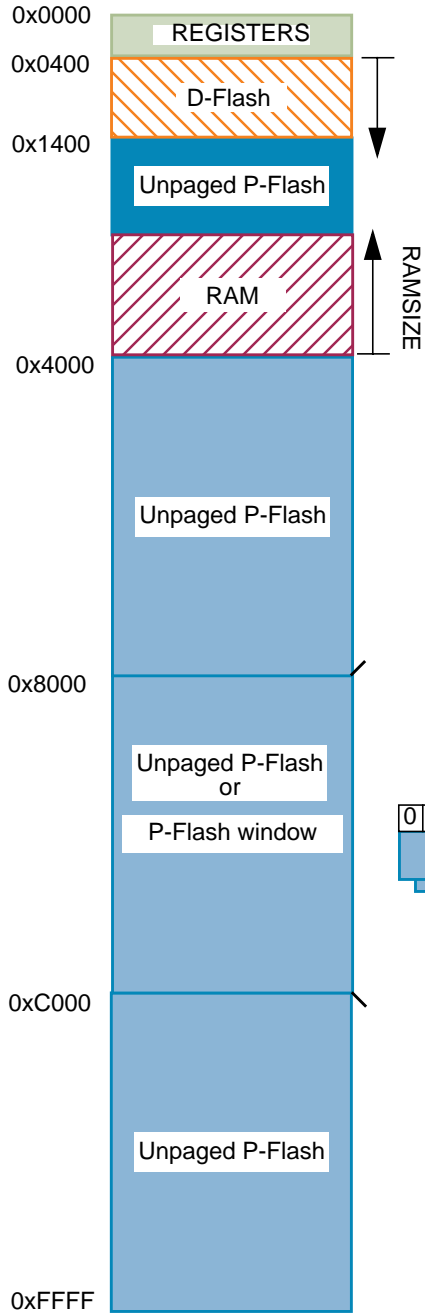 0x0000
REGISTERS
0x0400
D-Flash
0x1400
Unpaged P-Flash
RAM
RAMSIZE
0x4000
Unpaged P-Flash
0x8000
Unpaged P-Flash
or
P-Flash window
0
0xC000
Unpaged P-Flash
0xFFFF